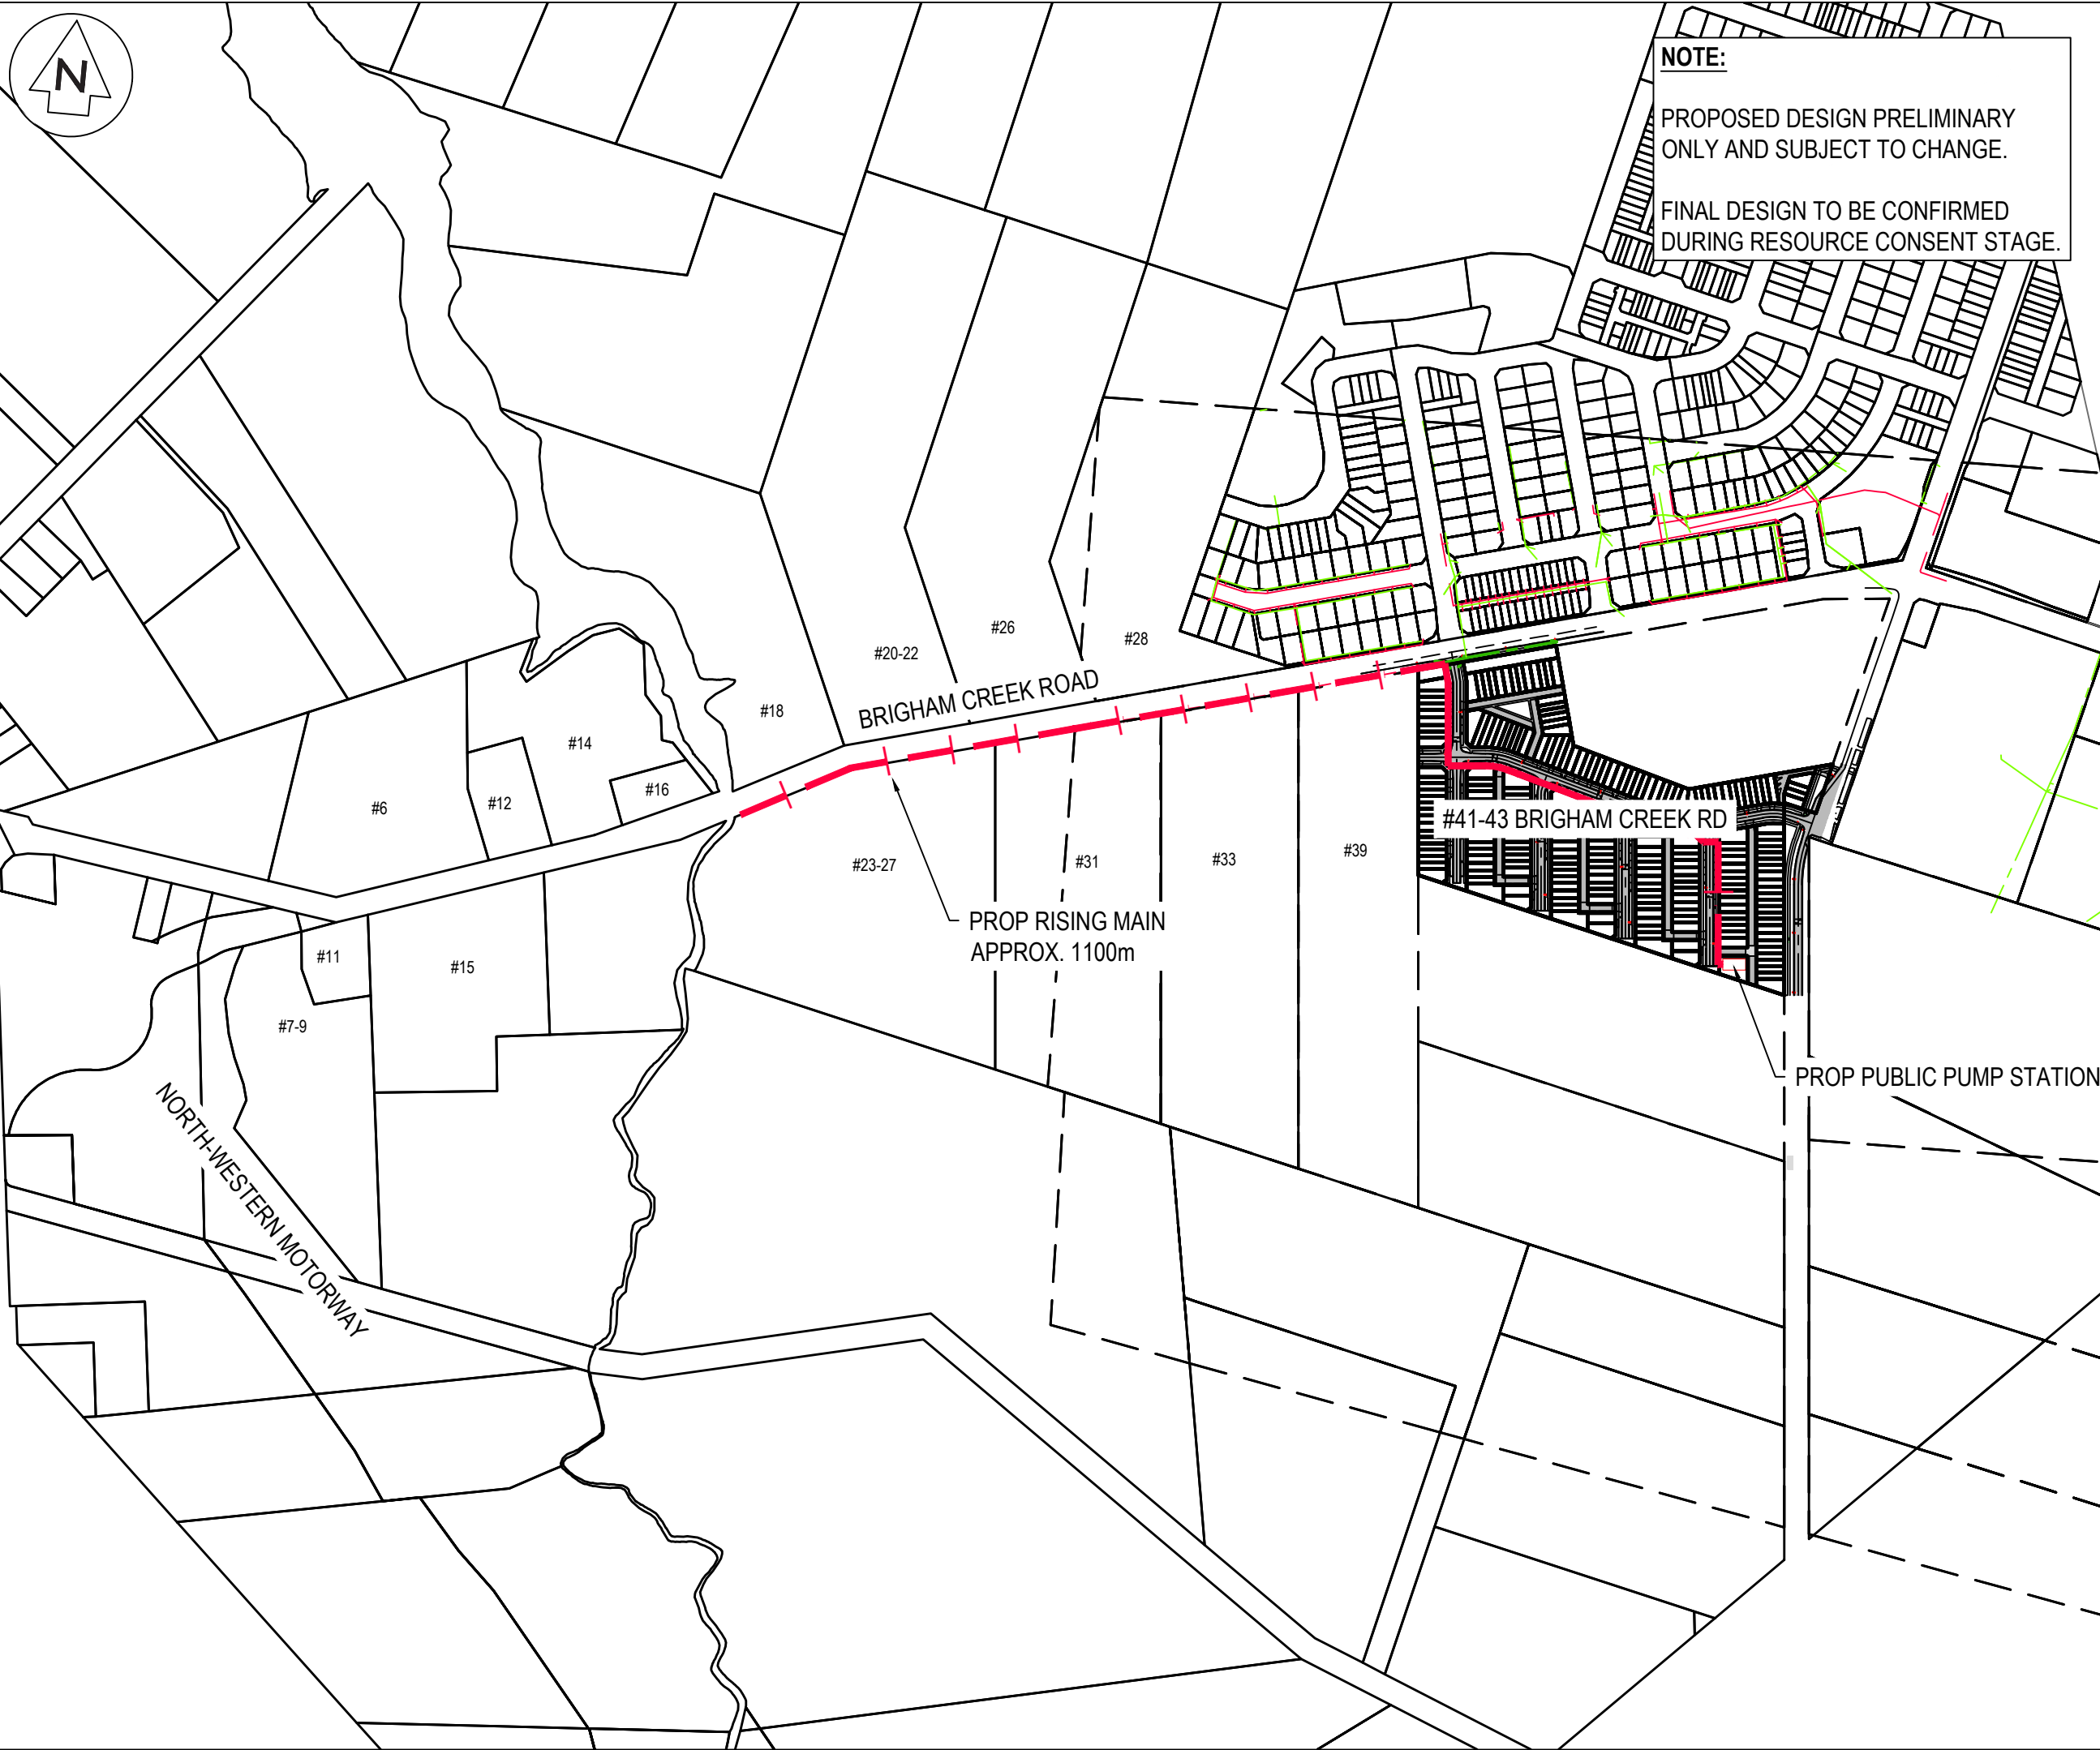 N
NOTE:
PROPOSED DESIGN PRELIMINARY
ONLY AND SUBJECT TO CHANGE.
FINAL DESIGN TO BE CONFIRMED
DURING RESOURCE CONSENT STAGE.
#26
#28
#20-22
BRIGHAM CREEK ROAD
#18
#14
#16
#12
#6
#41-43 BRIGHAM CREEK RD
#23-27
#31
#33
#39
PROP RISING MAIN
APPROX. 1100m
#11
#15
#7-9
PROP PUBLIC PUMP STATION
NORTH-WESTERN MOTORWAY